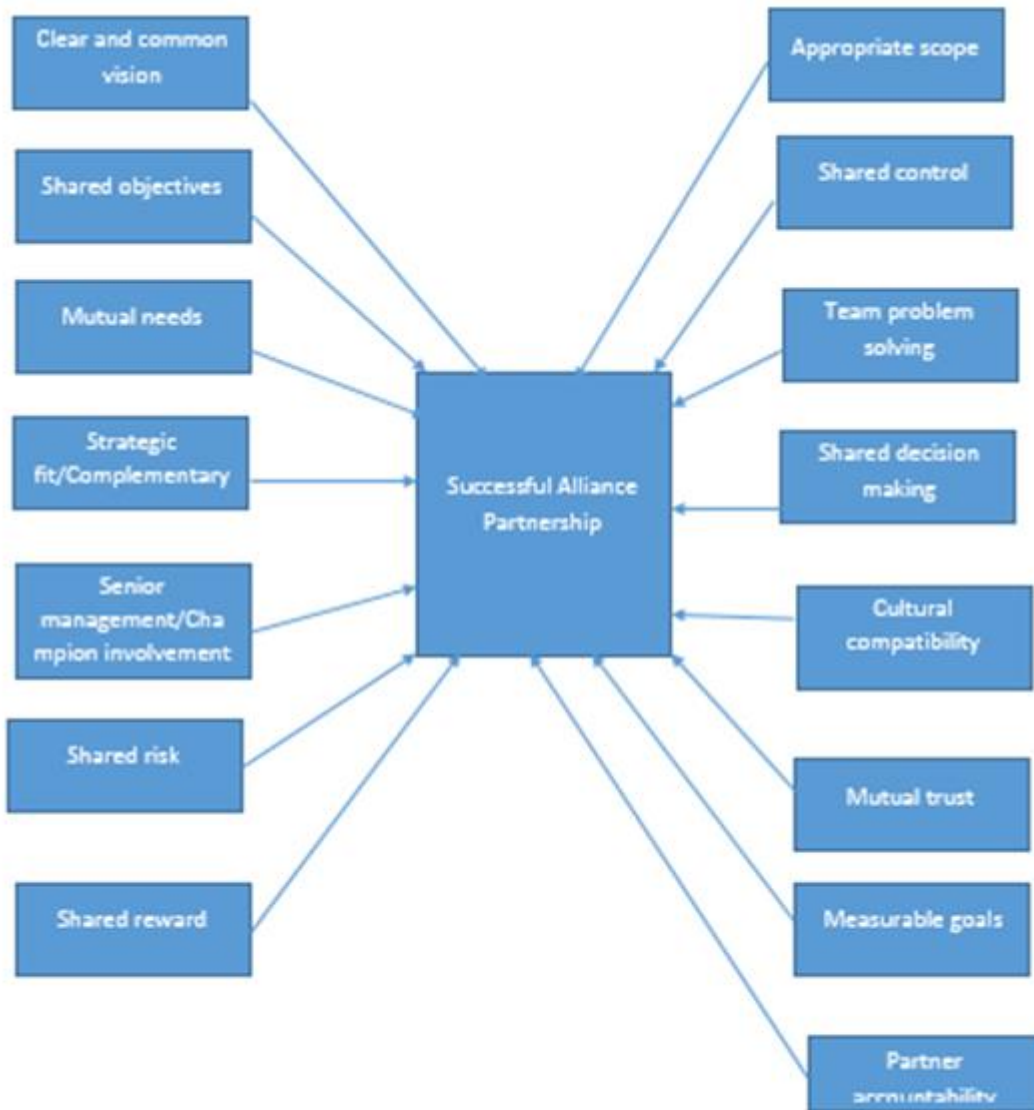 Clear and common
vision
Shared objectives
Mutual needs
Strategic
fit/Complementary
Senior
management/Cha
mpion involvement
Shared risk
Shared reward
Successful Alliance
Partnership
Appropriate scope
Shared control
Team problem
solving
Shared decision
making
Cultural
compatibility
Mutual trust
Measurable goals
Partner
accountability